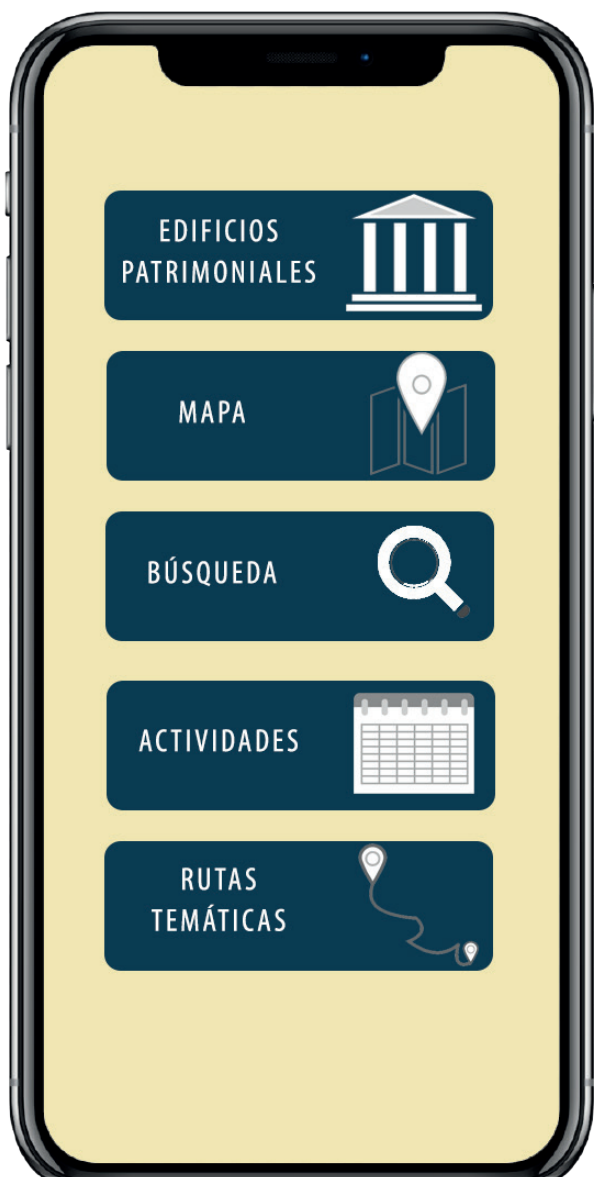 EDIFICIOS
PATRIMONIALES
MAPA
BÚSQUEDA
ACTIVIDADES
RUTAS
TEMÁTICAS